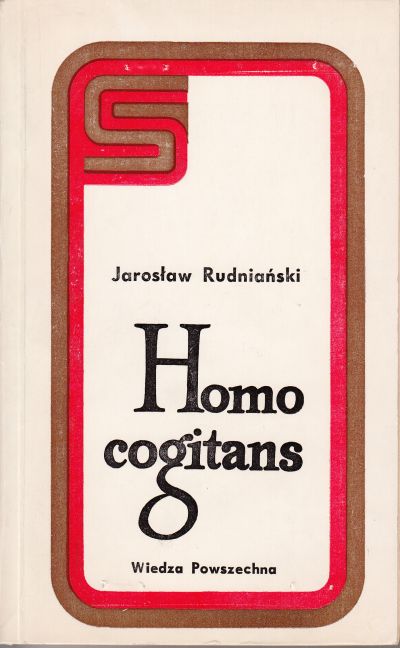 Jarosław Rudniański
Homo
cogitans
Wiedza Powszechna